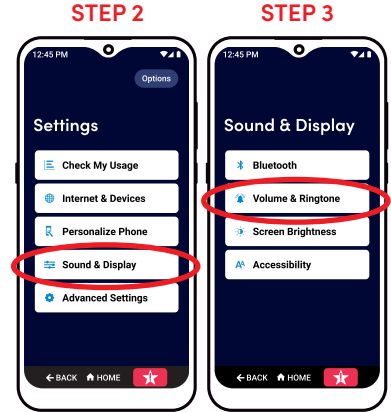 STEP 2
12:45 PM
Options
Settings
Check My Usage
Internet & Devices
Personalize Phone
Sound & Display
Advanced Settings
BACK HOME
STEP 3
12:45 PM
Sound & Display
Bluetooth
Volume & Ringtone
Screen Brightness
AA Accessibility
BACK HOME